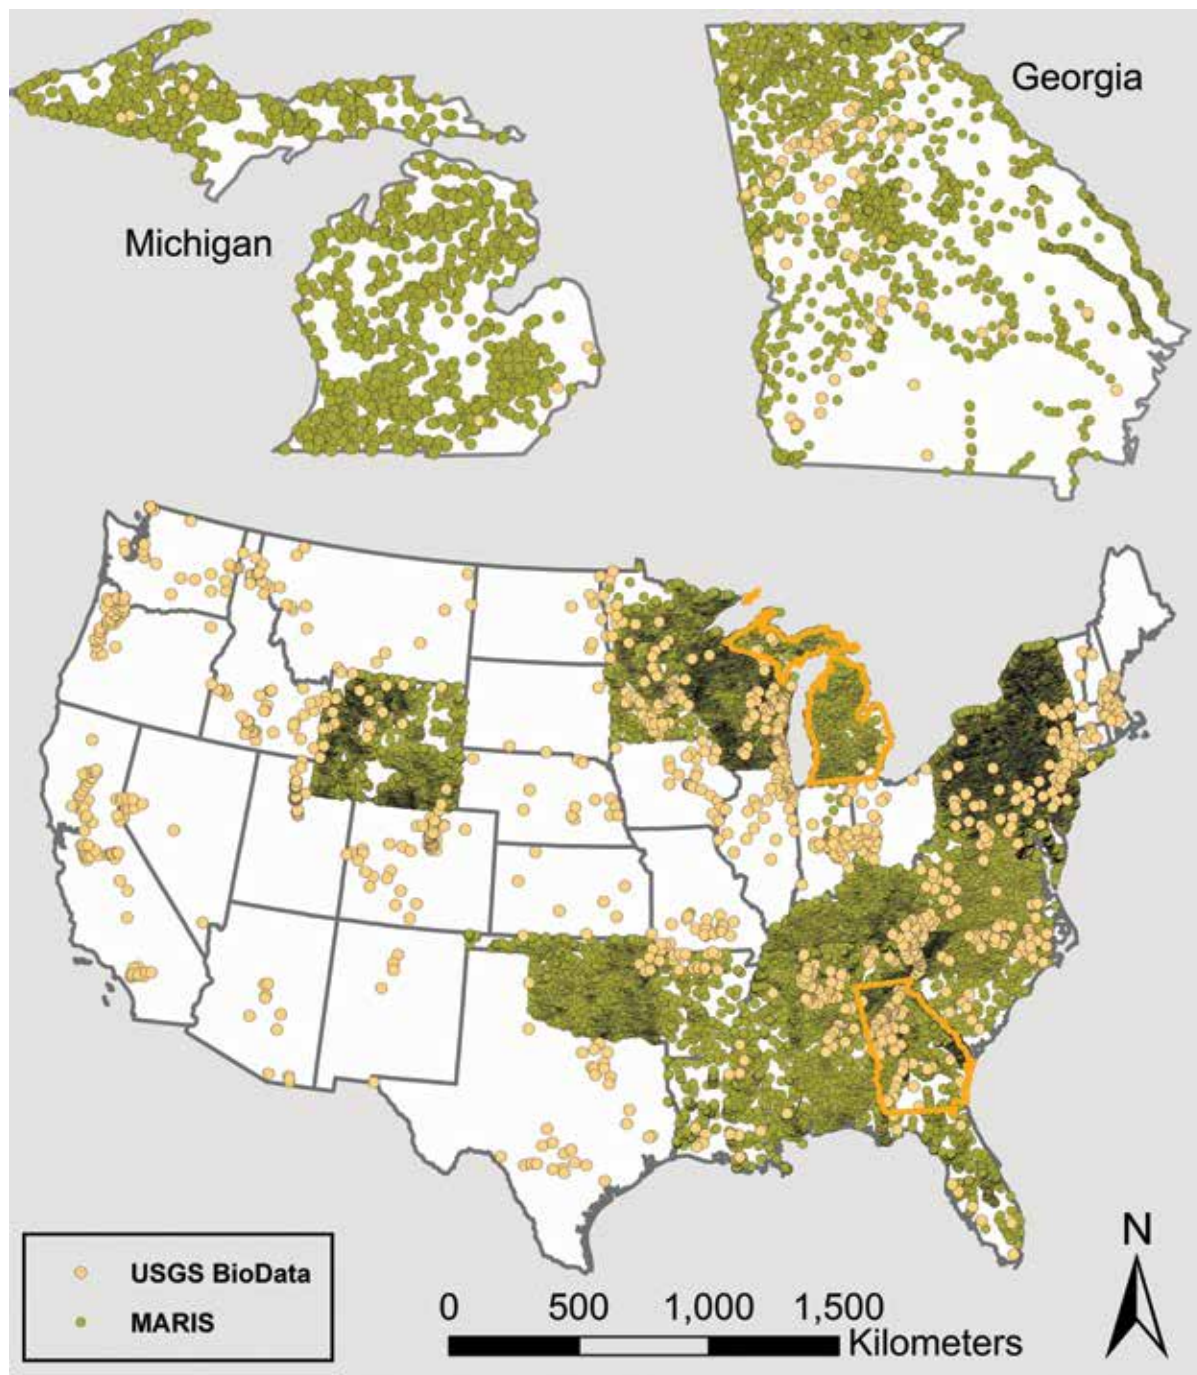 Georgia
Michigan
N
USGS BioData
MARIS
0 500 1,000 1,500
Kilometers